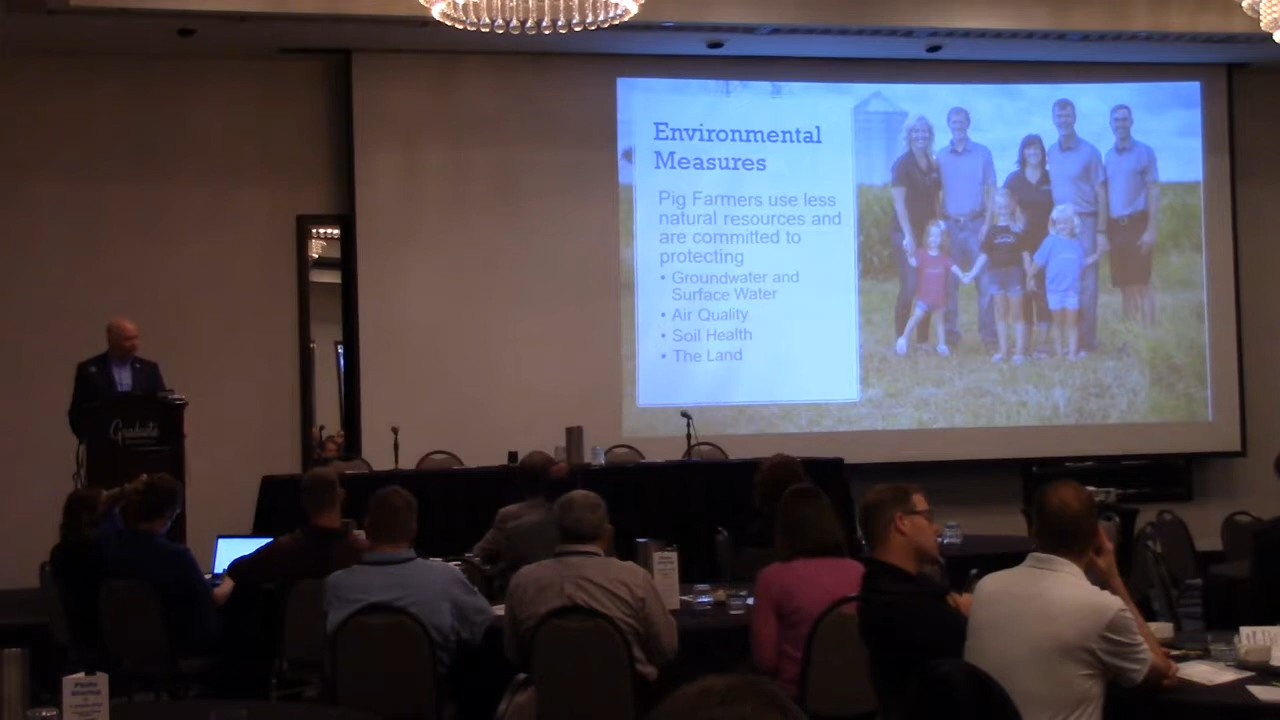 Environmental
Measures
Pig Farmers use less
natural resources and
are committed to
protecting
• Groundwater and
Surface Water
• Air Quality
• Soil Health
• The Land
Graduate